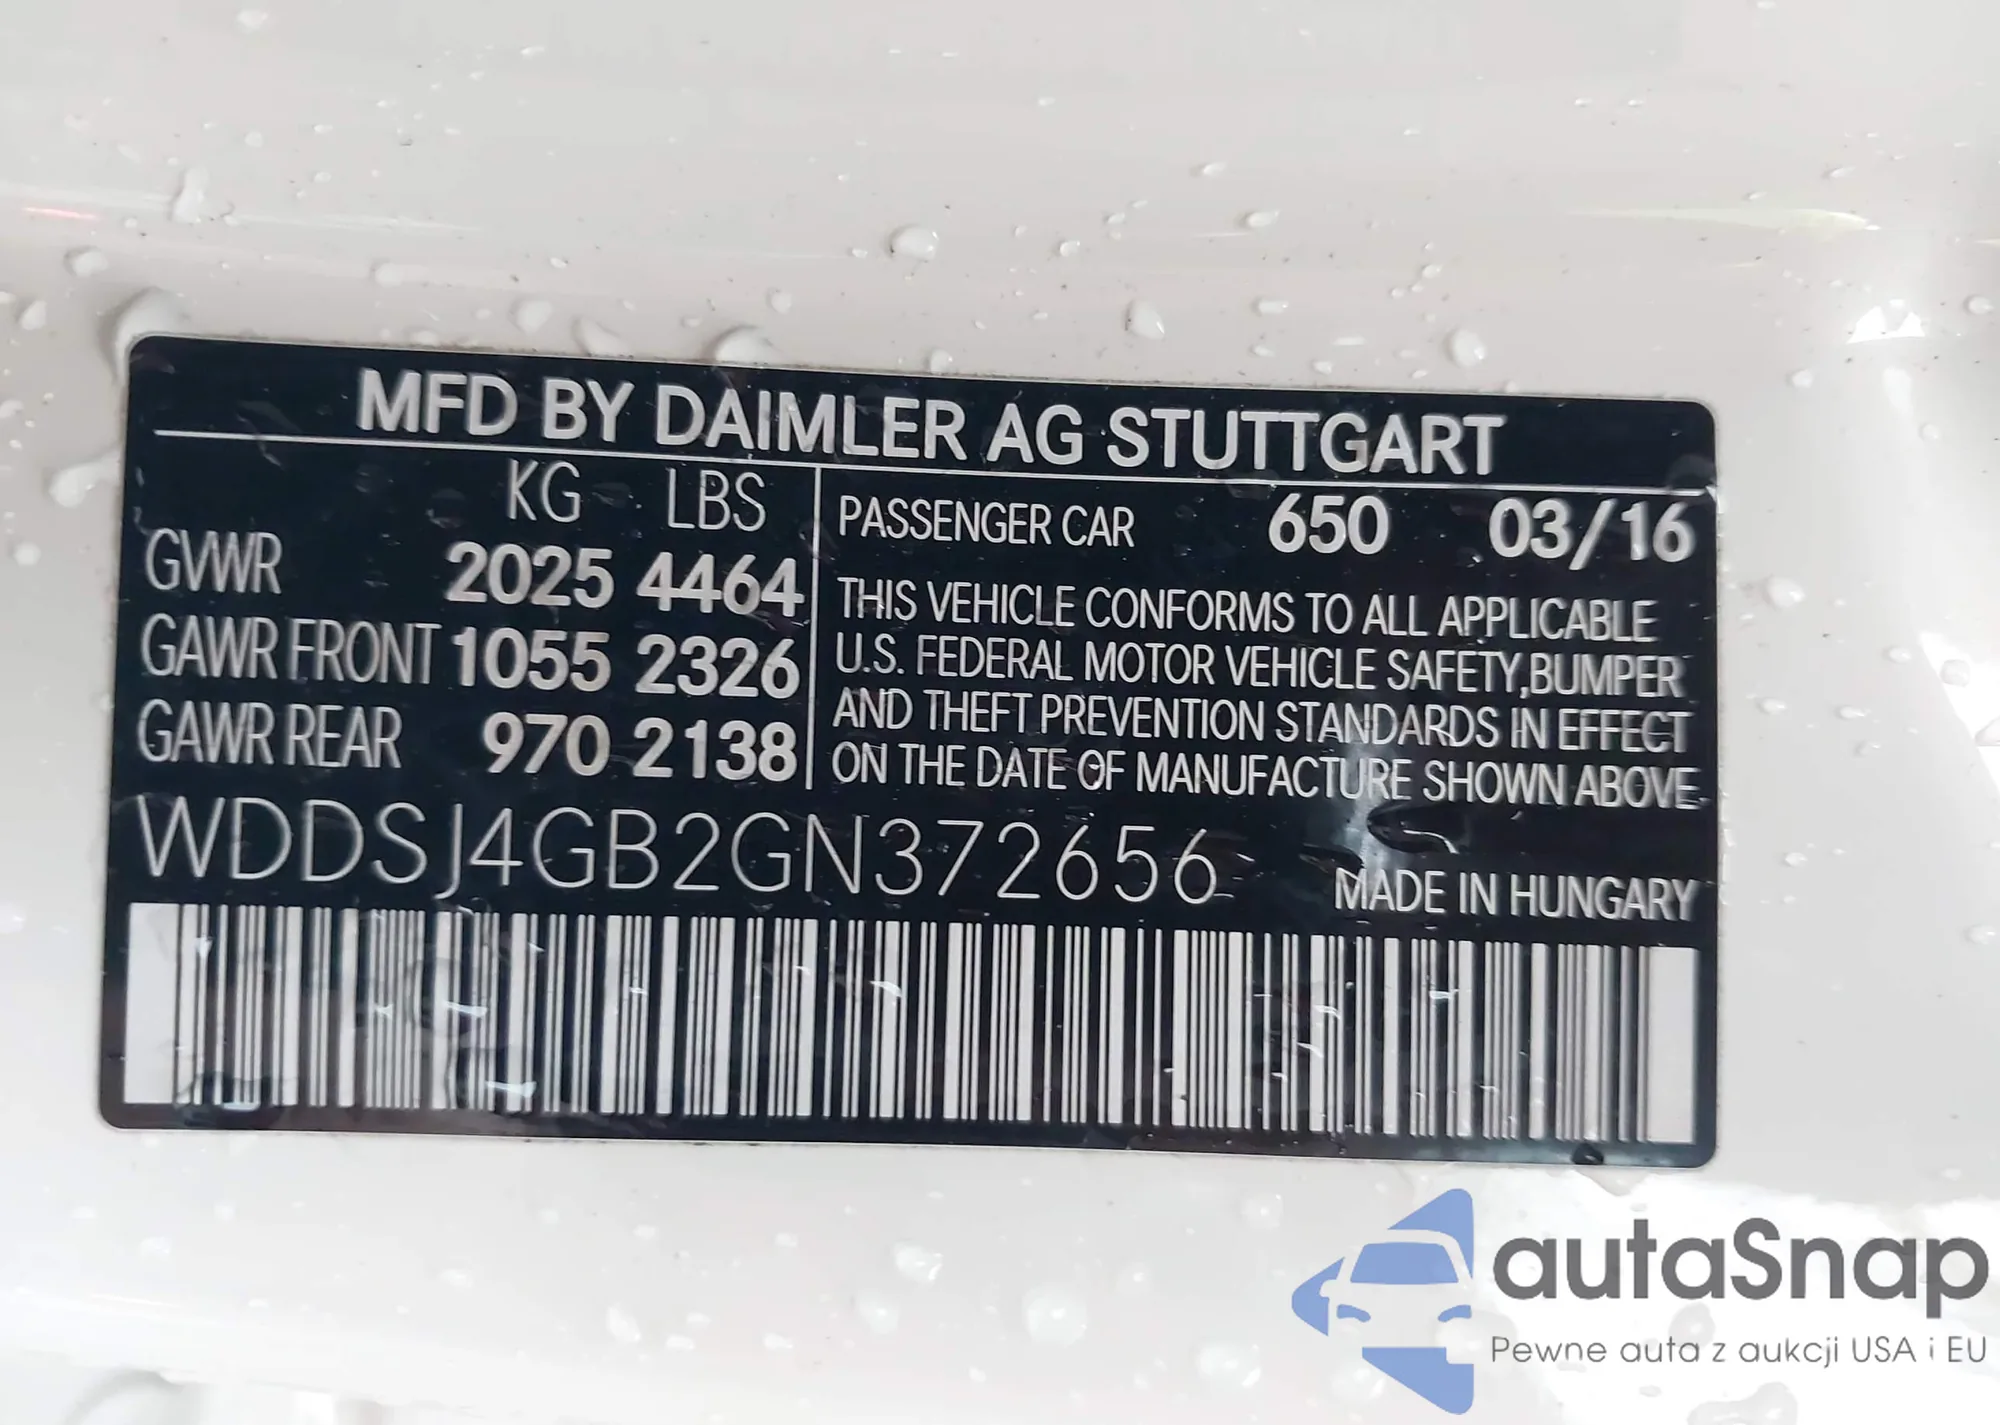 MFD BY DAIMLER AG STUTTGART
KG LBS
GVWR 2025 4464
GAWR FRONT 1055 2326
GAWR REAR 970 2138
PASSENGER CAR 650 03/16
THIS VEHICLE CONFORMS TO ALL APPLICABLE
U.S. FEDERAL MOTOR VEHICLE SAFETY,BUMPER
AND THEFT PREVENTION STANDARDS IN EFFECT
ON THE DATE OF MANUFACTURE SHOWN ABOVE
WDDSJ4GB2GN372656
MADE IN HUNGARY
autaSnap
Pewne auta z aukcji USA i EU